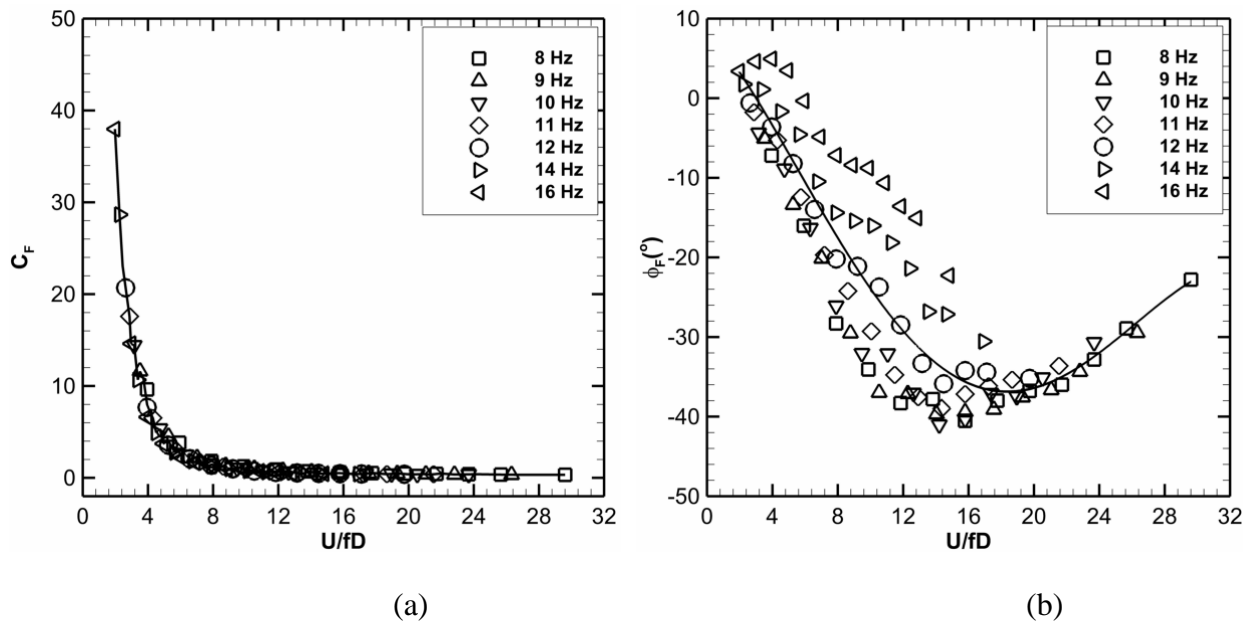 50
40
30
20
10
0
C_F
0 4 8 12 16 20 24 28 32
U/fD
8 Hz
9 Hz
10 Hz
11 Hz
12 Hz
14 Hz
16 Hz
(a)
10
0
-10
-20
-30
-40
-50
ϕ_F(°)
0 4 8 12 16 20 24 28 32
U/fD
8 Hz
9 Hz
10 Hz
11 Hz
12 Hz
14 Hz
16 Hz
(b)